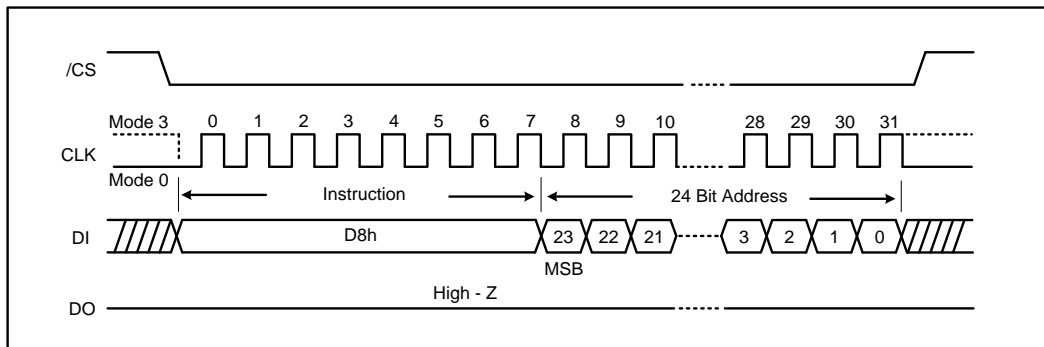 /CS
Mode 3 0 1 2 3 4 5 6 7 8 9 10 28 29 30 31
CLK
Mode 0
Instruction 24 Bit Address
DI D8h 23 22 21 3 2 1 0
MSB
High - Z
DO